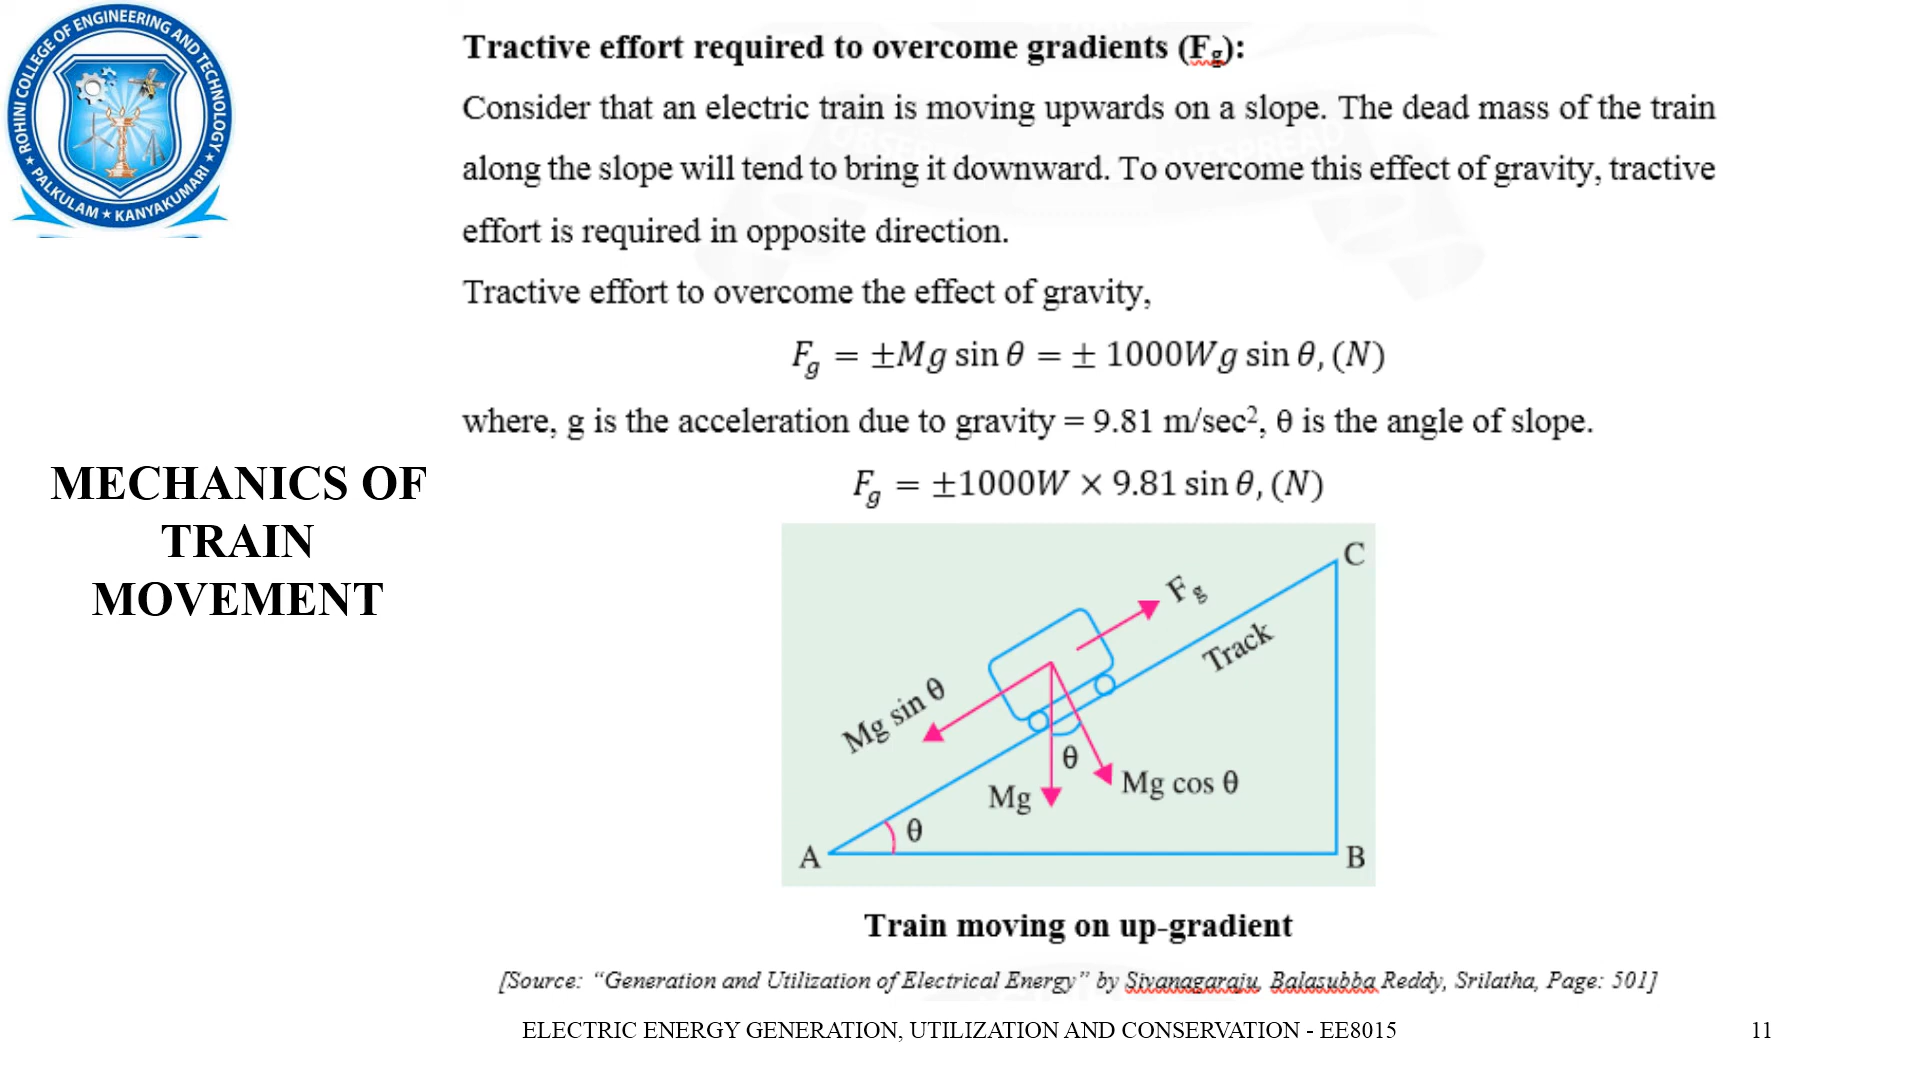 ROHINI COLLEGE OF ENGINEERING AND TECHNOLOGY
★ PALKULAM ★ KANYAKUMARI ★
Tractive effort required to overcome gradients (Fg):
Consider that an electric train is moving upwards on a slope. The dead mass of the train
along the slope will tend to bring it downward. To overcome this effect of gravity, tractive
effort is required in opposite direction.
Tractive effort to overcome the effect of gravity,
Fg = ±Mg sin θ = ± 1000Wg sin θ, (N)
where, g is the acceleration due to gravity = 9.81 m/sec², θ is the angle of slope.
Fg = ±1000W × 9.81 sin θ, (N)
MECHANICS OF
TRAIN
MOVEMENT
C
Fg
Track
Mg sin θ
θ
Mg
Mg cos θ
θ
A
B
Train moving on up-gradient
[Source: “Generation and Utilization of Electrical Energy” by Sivanagaraju, Balasubba Reddy, Srilatha, Page: 501]
ELECTRIC ENERGY GENERATION, UTILIZATION AND CONSERVATION - EE8015
11